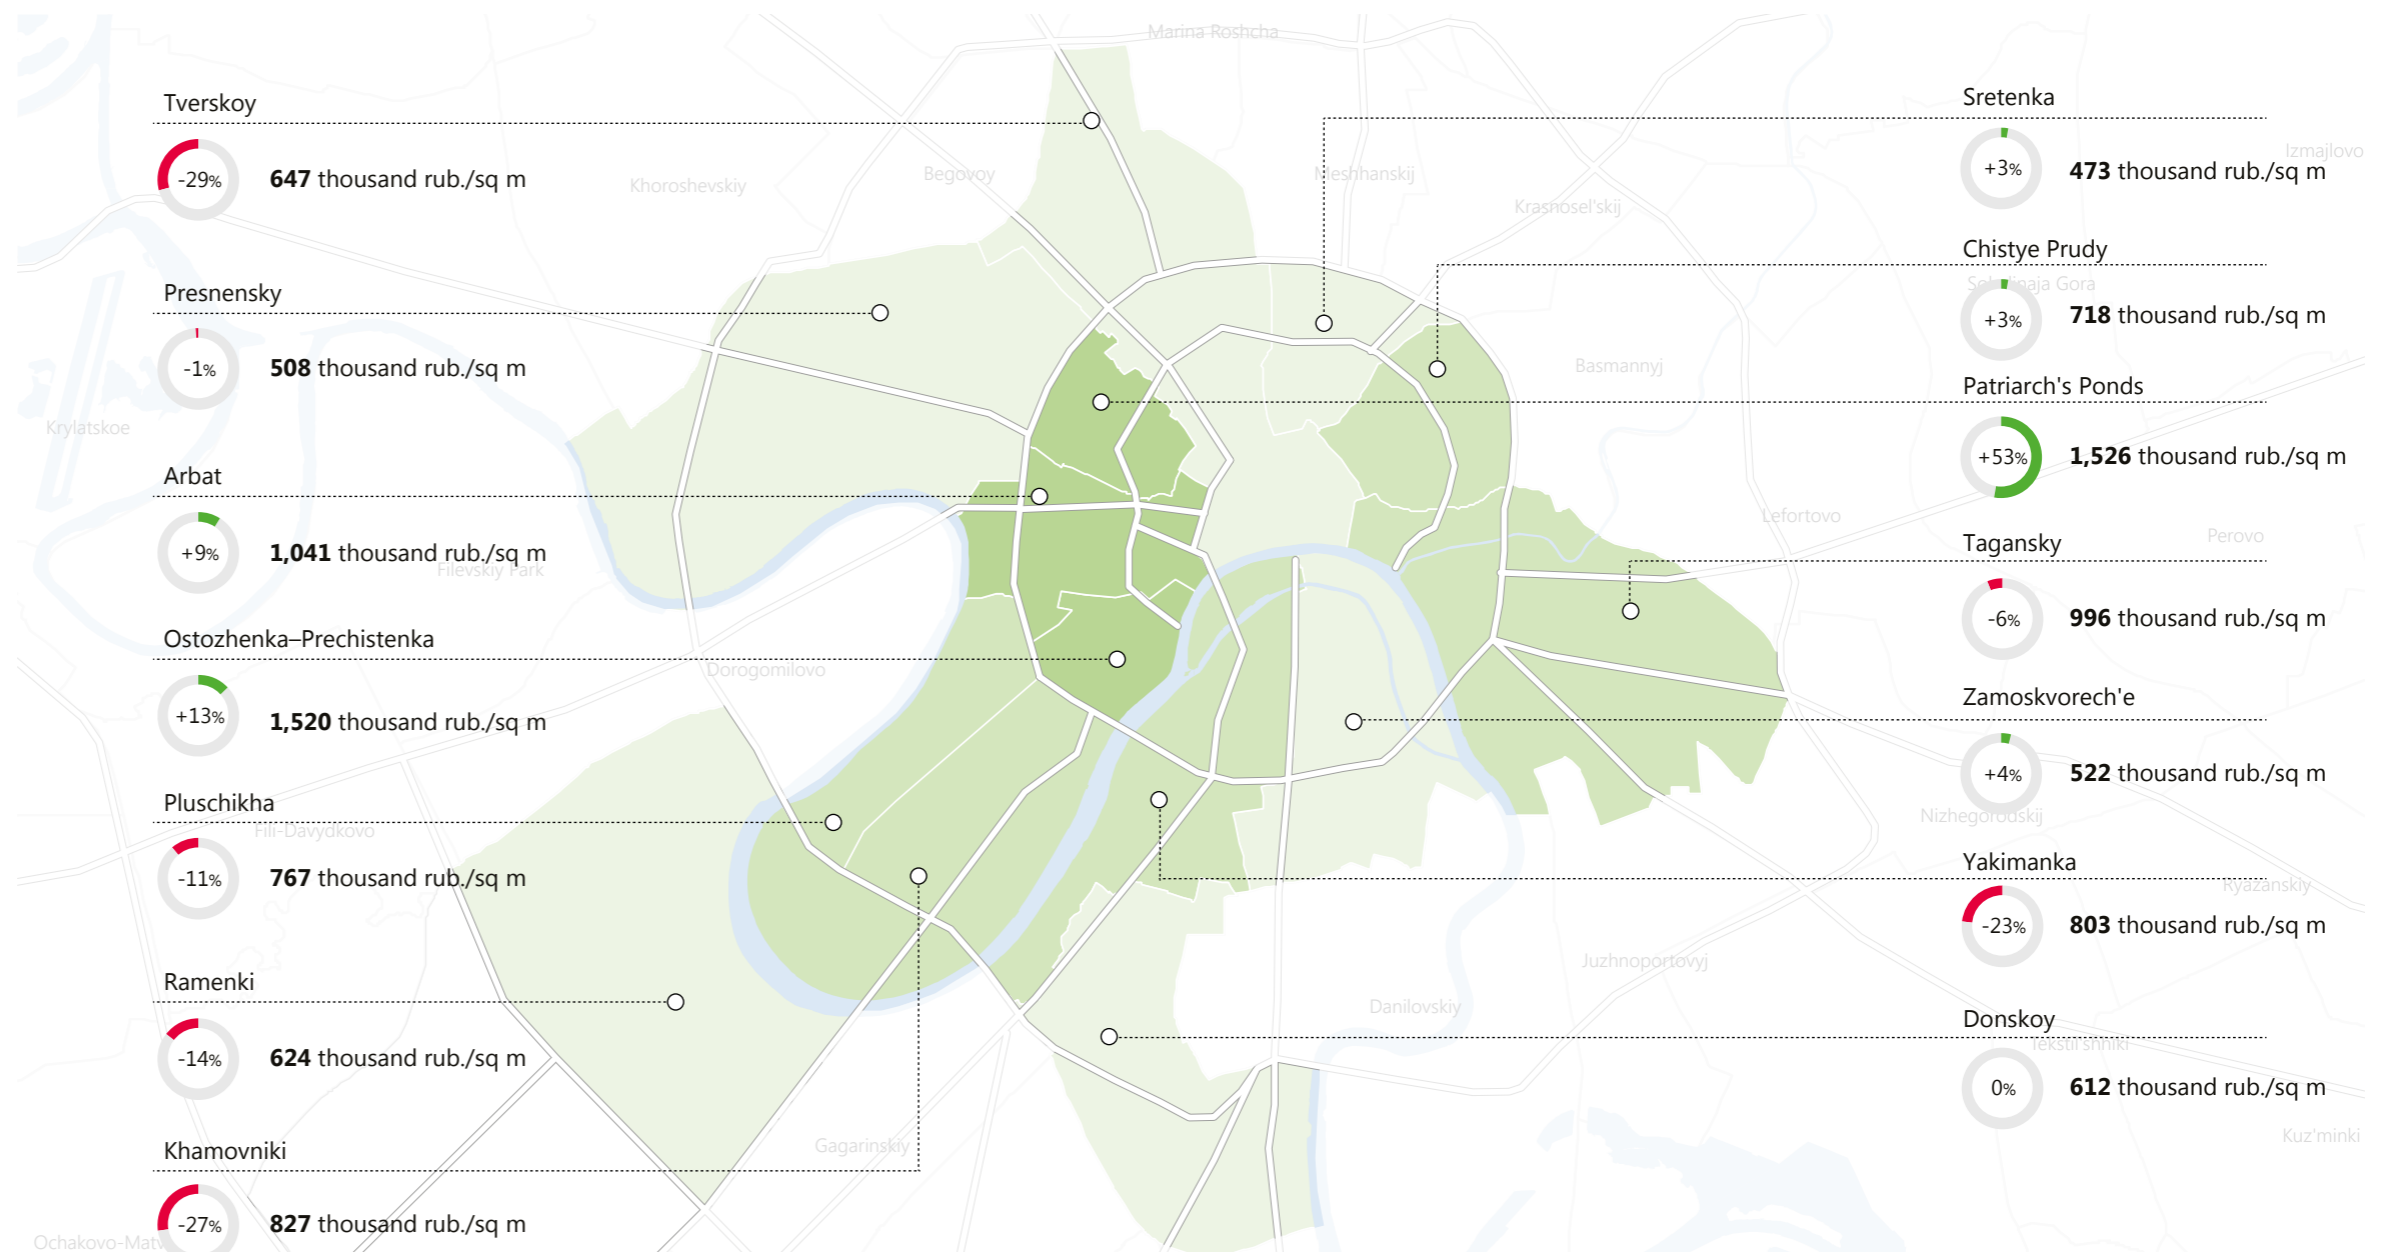 Marina Roshcha
Tverskoy
-29%
647 thousand rub./sq m
Khoroshevskiy
Begovoy
Meshhanskij
Krasnosel'skij
Izmajlovo
Sretenka
+3%
473 thousand rub./sq m
Presnensky
-1%
508 thousand rub./sq m
Chistye Prudy
+3%
718 thousand rub./sq m
Basmannyj
Krylatskoe
Patriarch's Ponds
+53%
1,526 thousand rub./sq m
Arbat
+9%
1,041 thousand rub./sq m
Filevskiy Park
Lefortovo
Perovo
Tagansky
-6%
996 thousand rub./sq m
Ostozhenka–Prechistenka
+13%
1,520 thousand rub./sq m
Dorogomilovo
Zamoskvorech'e
+4%
522 thousand rub./sq m
Nizhegorodskij
Pluschikha
Fili-Davydkovo
-11%
767 thousand rub./sq m
Yakimanka
Ryazanskiy
-23%
803 thousand rub./sq m
Juzhnoportovyj
Ramenki
-14%
624 thousand rub./sq m
Danilovskiy
Donskoy
0%
612 thousand rub./sq m
Kuz'minki
Gagarinskiy
Khamovniki
-27%
827 thousand rub./sq m